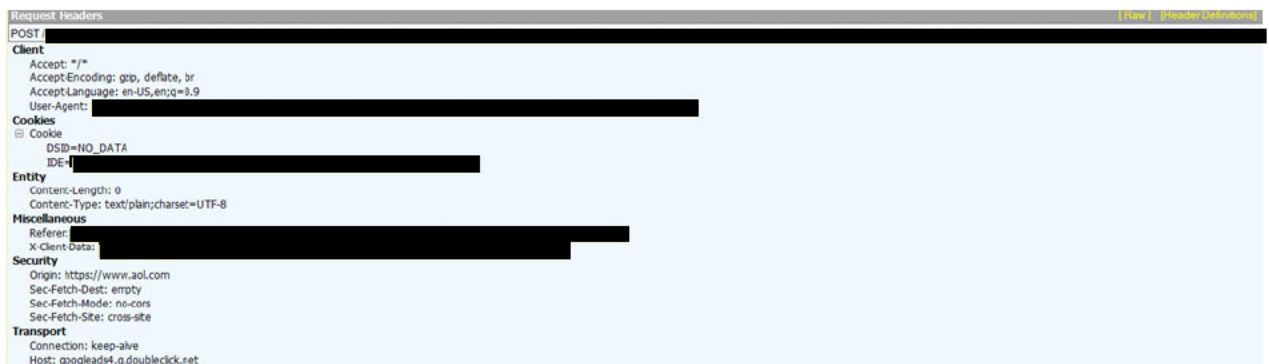 Request Headers [ Raw ] [Header Definitions]
POST /
Client
Accept: */*
Accept-Encoding: gzip, deflate, br
Accept-Language: en-US,en;q=0.9
User-Agent:
Cookies
Cookie
DSID=NO_DATA
IDE=
Entity
Content-Length: 0
Content-Type: text/plain;charset=UTF-8
Miscellaneous
Referer:
X-Client-Data:
Security
Origin: https://www.aol.com
Sec-Fetch-Dest: empty
Sec-Fetch-Mode: no-cors
Sec-Fetch-Site: cross-site
Transport
Connection: keep-alive
Host: googleads4.g.doubleclick.net